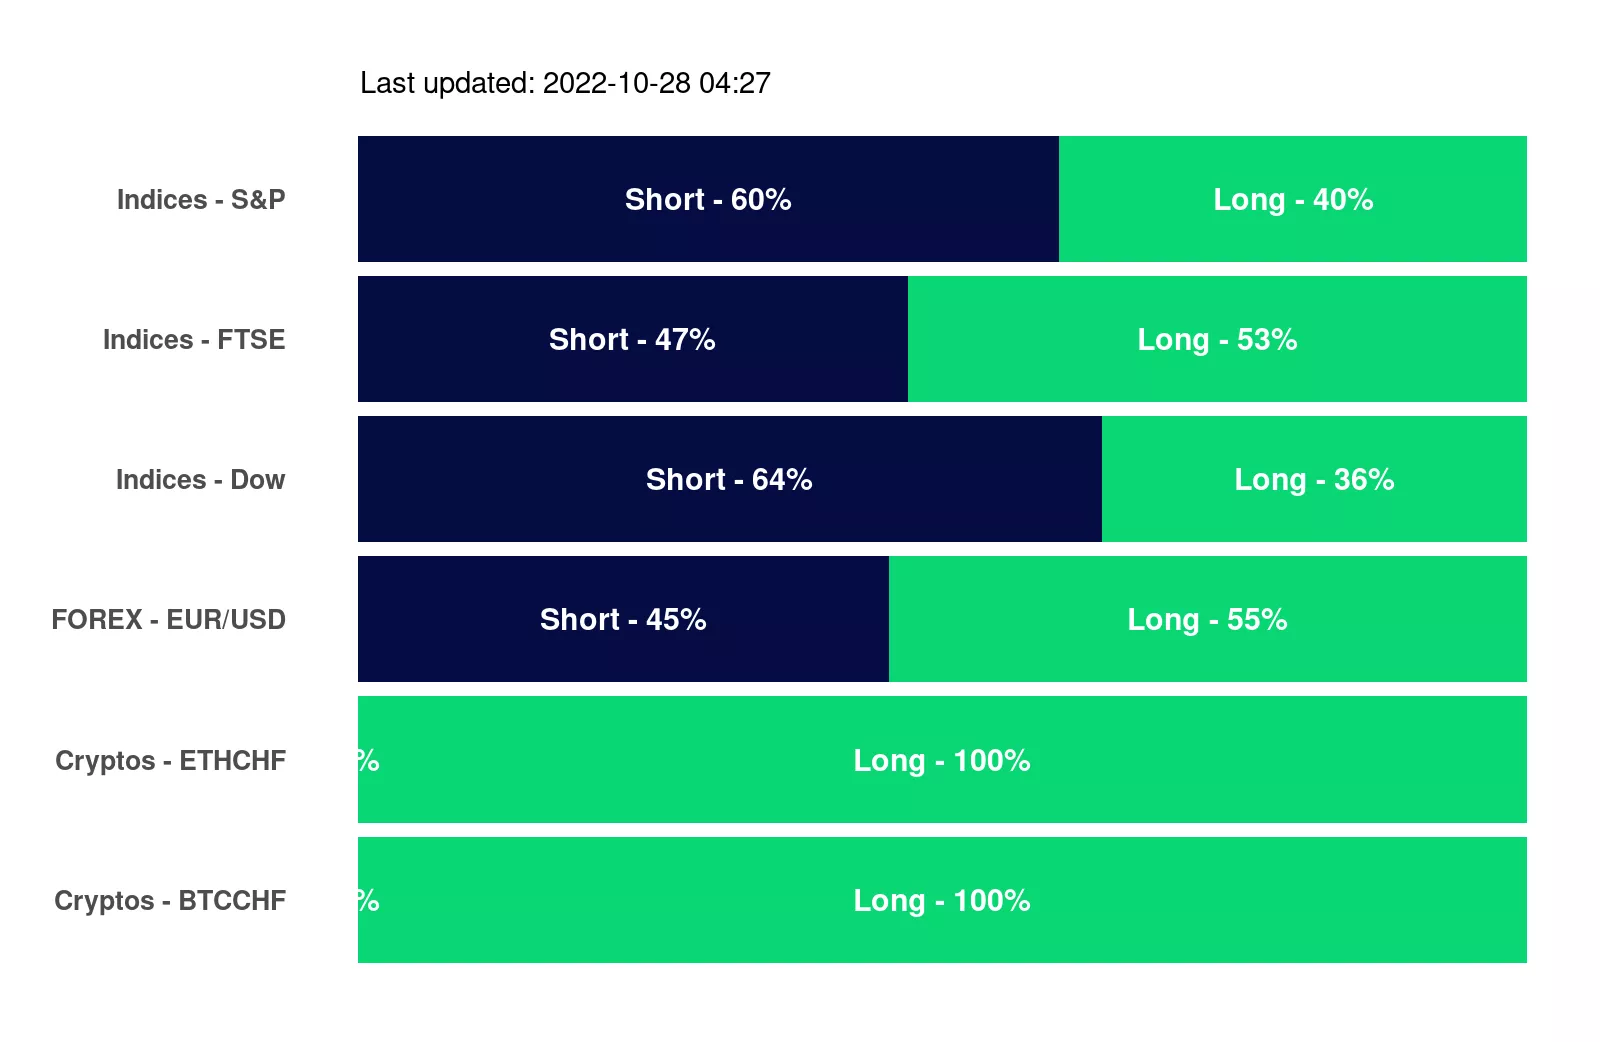 Last updated: 2022-10-28 04:27
Indices - S&P Short - 60% Long - 40%
Indices - FTSE Short - 47% Long - 53%
Indices - Dow Short - 64% Long - 36%
FOREX - EUR/USD Short - 45% Long - 55%
Cryptos - ETHCHF % Long - 100%
Cryptos - BTCCHF % Long - 100%